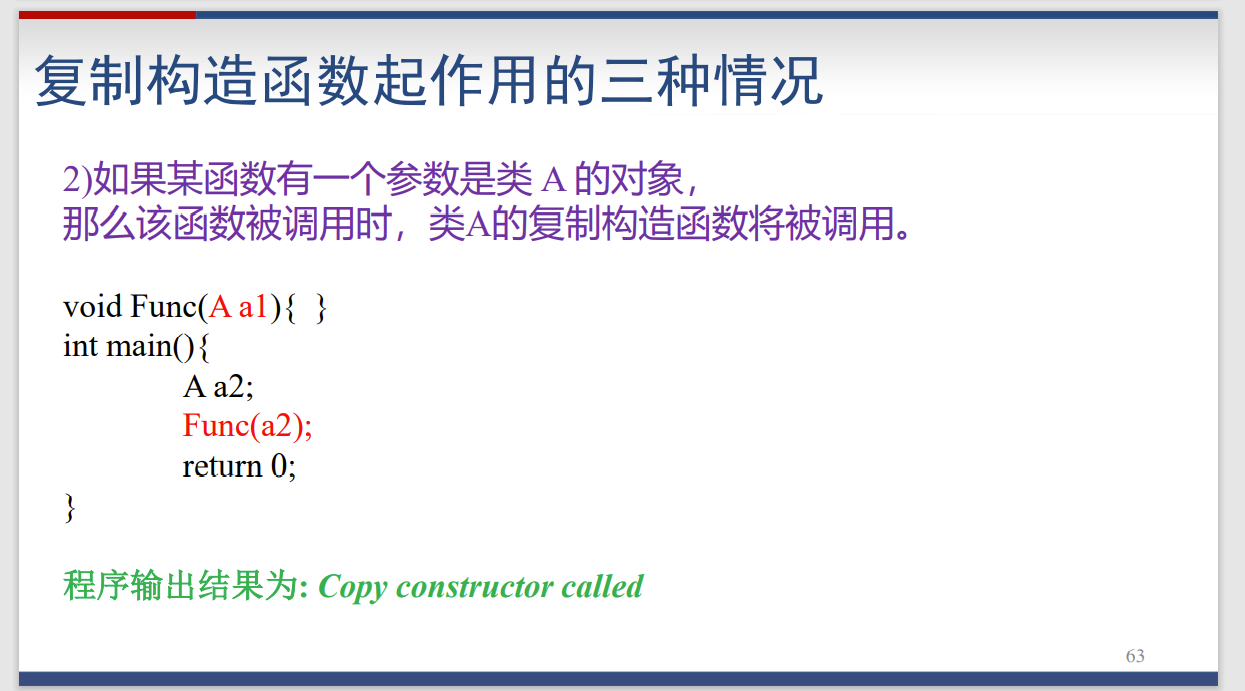 复制构造函数起作用的三种情况
2)如果某函数有一个参数是类 A 的对象，
那么该函数被调用时，类A的复制构造函数将被调用。
void Func(A a1){  }
int main(){
A a2;
Func(a2);
return 0;
}
程序输出结果为: Copy constructor called
63